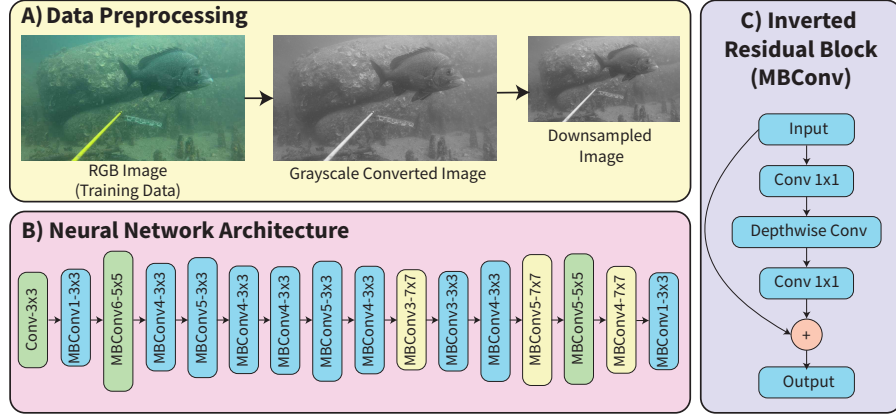 A) Data Preprocessing
RGB Image
(Training Data)
Grayscale Converted Image
Downsampled
Image
B) Neural Network Architecture
Conv-3x3
MBConv1-3x3
MBConv6-5x5
MBConv4-3x3
MBConv5-3x3
MBConv4-3x3
MBConv4-3x3
MBConv5-3x3
MBConv4-3x3
MBConv3-7x7
MBConv3-3x3
MBConv4-3x3
MBConv5-7x7
MBConv5-5x5
MBConv4-7x7
MBConv1-3x3
C) Inverted
Residual Block
(MBConv)
Input
Conv 1x1
Depthwise Conv
Conv 1x1
+
Output